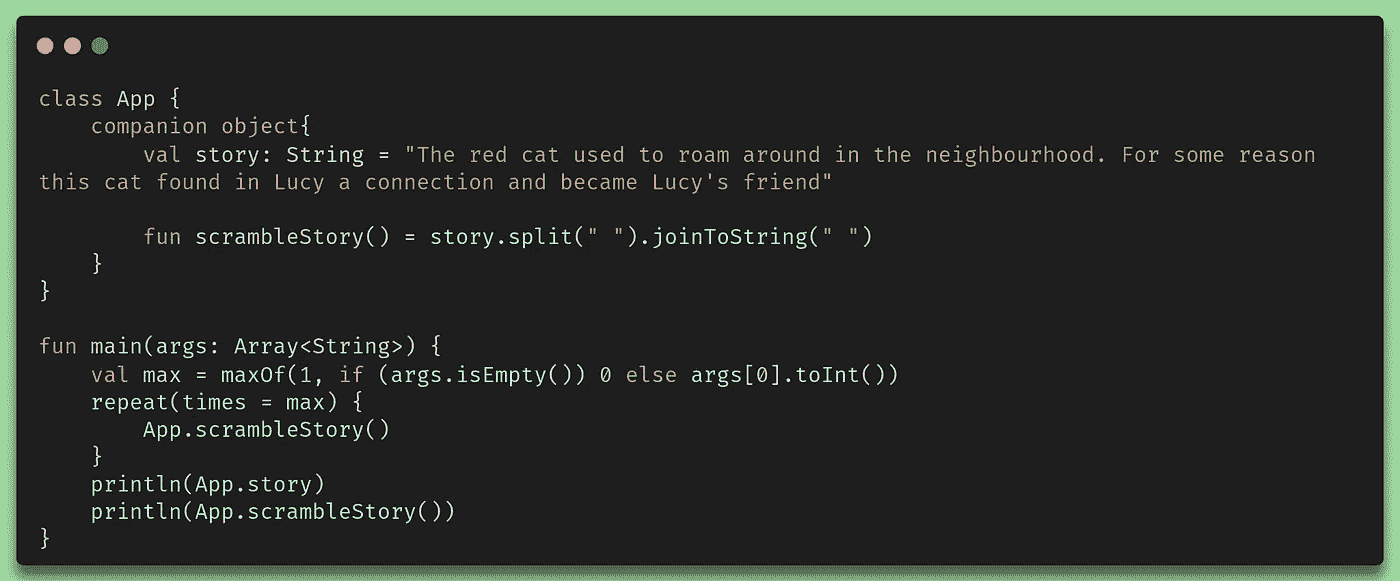 class App {
    companion object{
        val story: String = "The red cat used to roam around in the neighbourhood. For some reason
this cat found in Lucy a connection and became Lucy's friend"

        fun scrambleStory() = story.split(" ").joinToString(" ")
    }
}

fun main(args: Array<String>) {
    val max = maxOf(1, if (args.isEmpty()) 0 else args[0].toInt())
    repeat(times = max) {
        App.scrambleStory()
    }
    println(App.story)
    println(App.scrambleStory())
}